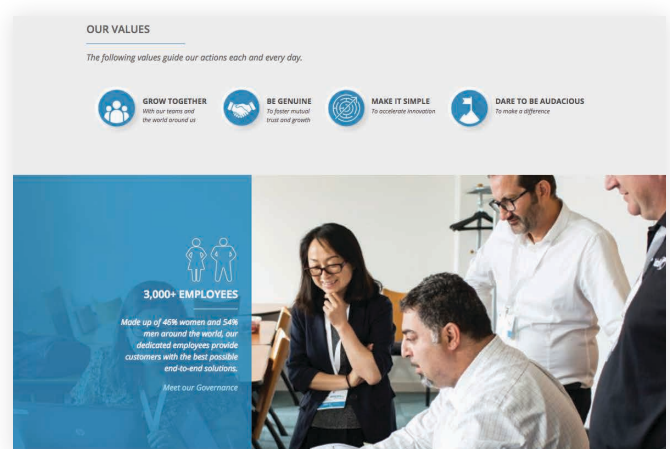 OUR VALUES
The following values guide our actions each and every day.
GROW TOGETHER
With our teams and
the world around us
BE GENUINE
To foster mutual
trust and growth
MAKE IT SIMPLE
To accelerate innovation
DARE TO BE AUDACIOUS
To make a difference
3,000+ EMPLOYEES
Made up of 46% women and 54%
men around the world, our
dedicated employees provide
customers with the best possible
end-to-end solutions.
Meet our Governance